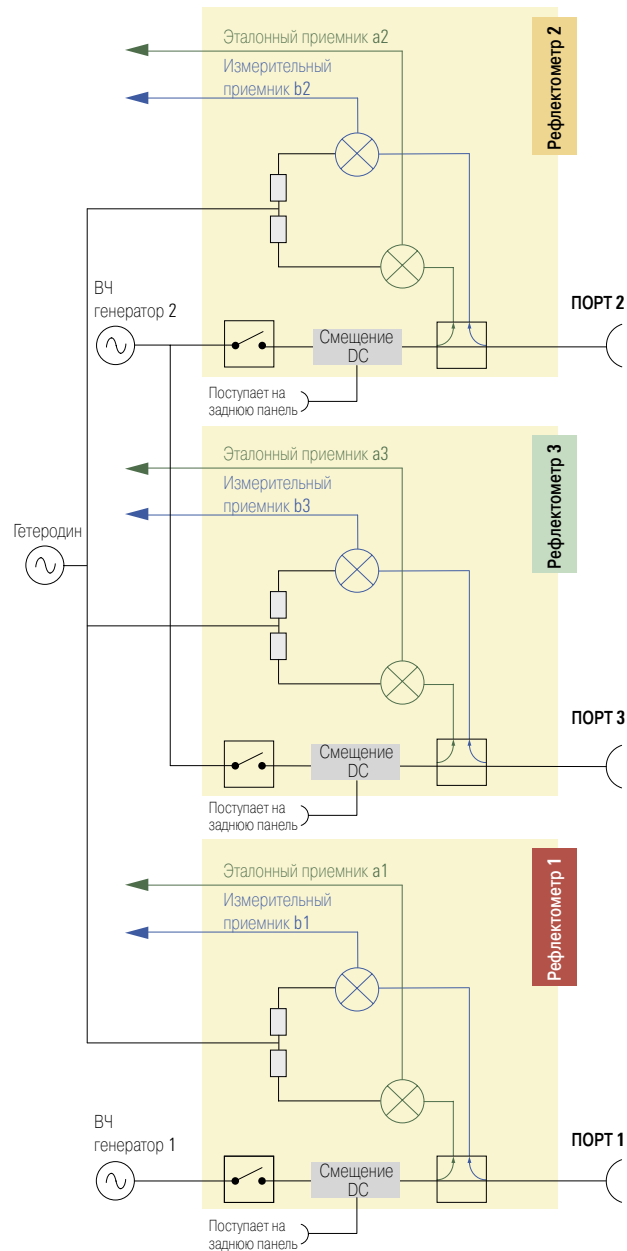 Эталонный приемник a2
Измерительный
приемник b2
Рефлектометр 2
ВЧ
генератор 2
ПОРТ 2
Смещение
DC
Поступает на
заднюю панель
Эталонный приемник a3
Измерительный
приемник b3
Рефлектометр 3
Гетеродин
ПОРТ 3
Смещение
DC
Поступает на
заднюю панель
Эталонный приемник a1
Измерительный
приемник b1
Рефлектометр 1
ВЧ
генератор 1
ПОРТ 1
Смещение
DC
Поступает на
заднюю панель